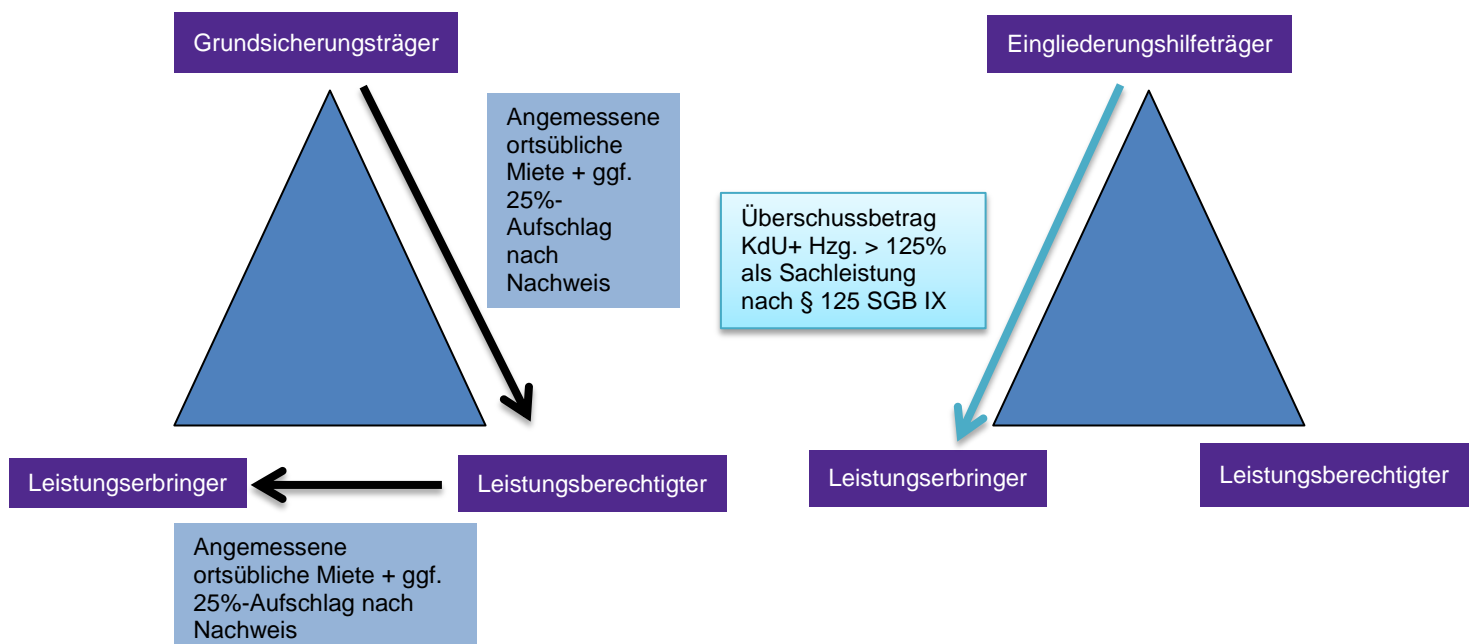 Grundsicherungsträger
Angemessene
ortsübliche
Miete + ggf.
25%-
Aufschlag
nach
Nachweis
Leistungserbringer
Leistungsberechtigter
Angemessene
ortsübliche Miete + ggf.
25%-Aufschlag nach
Nachweis
Eingliederungshilfeträger
Überschussbetrag
KdU+ Hzg. > 125%
als Sachleistung
nach § 125 SGB IX
Leistungserbringer
Leistungsberechtigter